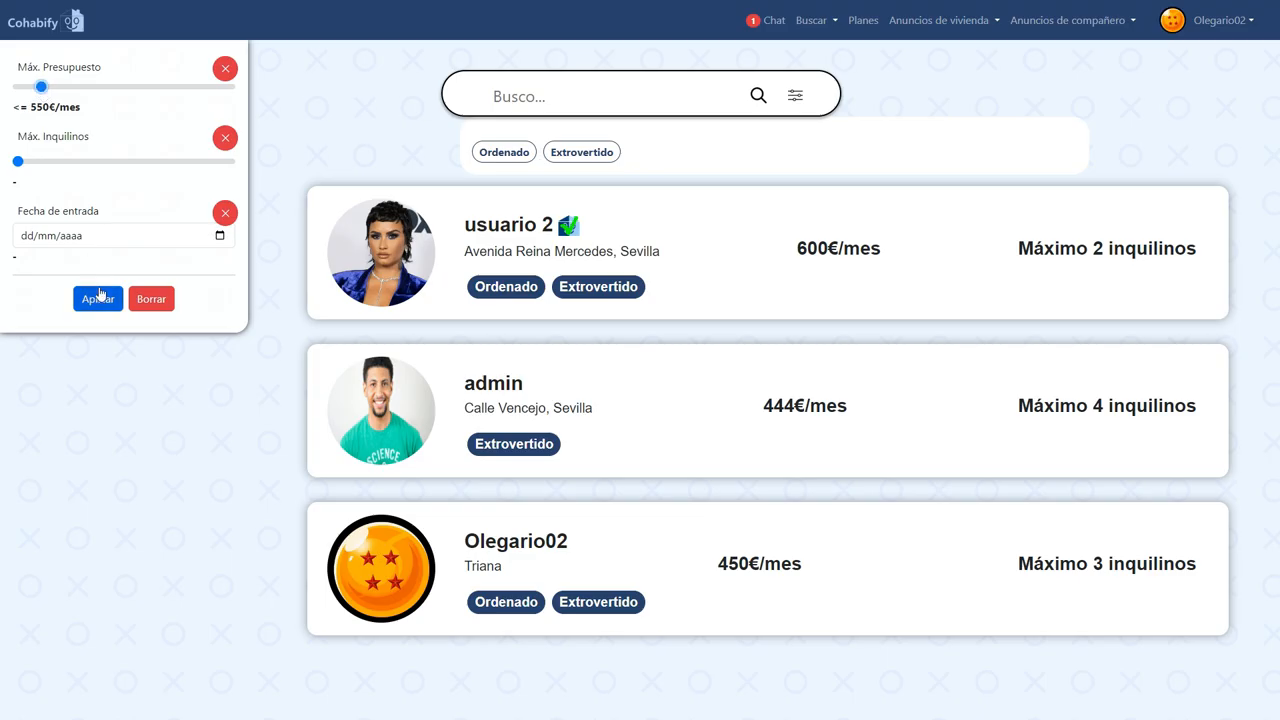 Cohabify
1 Chat Buscar Planes Anuncios de vivienda Anuncios de compañero Olegario02
Máx. Presupuesto
<= 550€/mes
Máx. Inquilinos
-
Fecha de entrada
dd/mm/aaaa
-
Borrar
Busco...
Ordenado Extrovertido
usuario 2
Avenida Reina Mercedes, Sevilla
Ordenado Extrovertido
600€/mes
Máximo 2 inquilinos
admin
Calle Vencejo, Sevilla
Extrovertido
444€/mes
Máximo 4 inquilinos
SCIENCE
Olegario02
Triana
Ordenado Extrovertido
450€/mes
Máximo 3 inquilinos